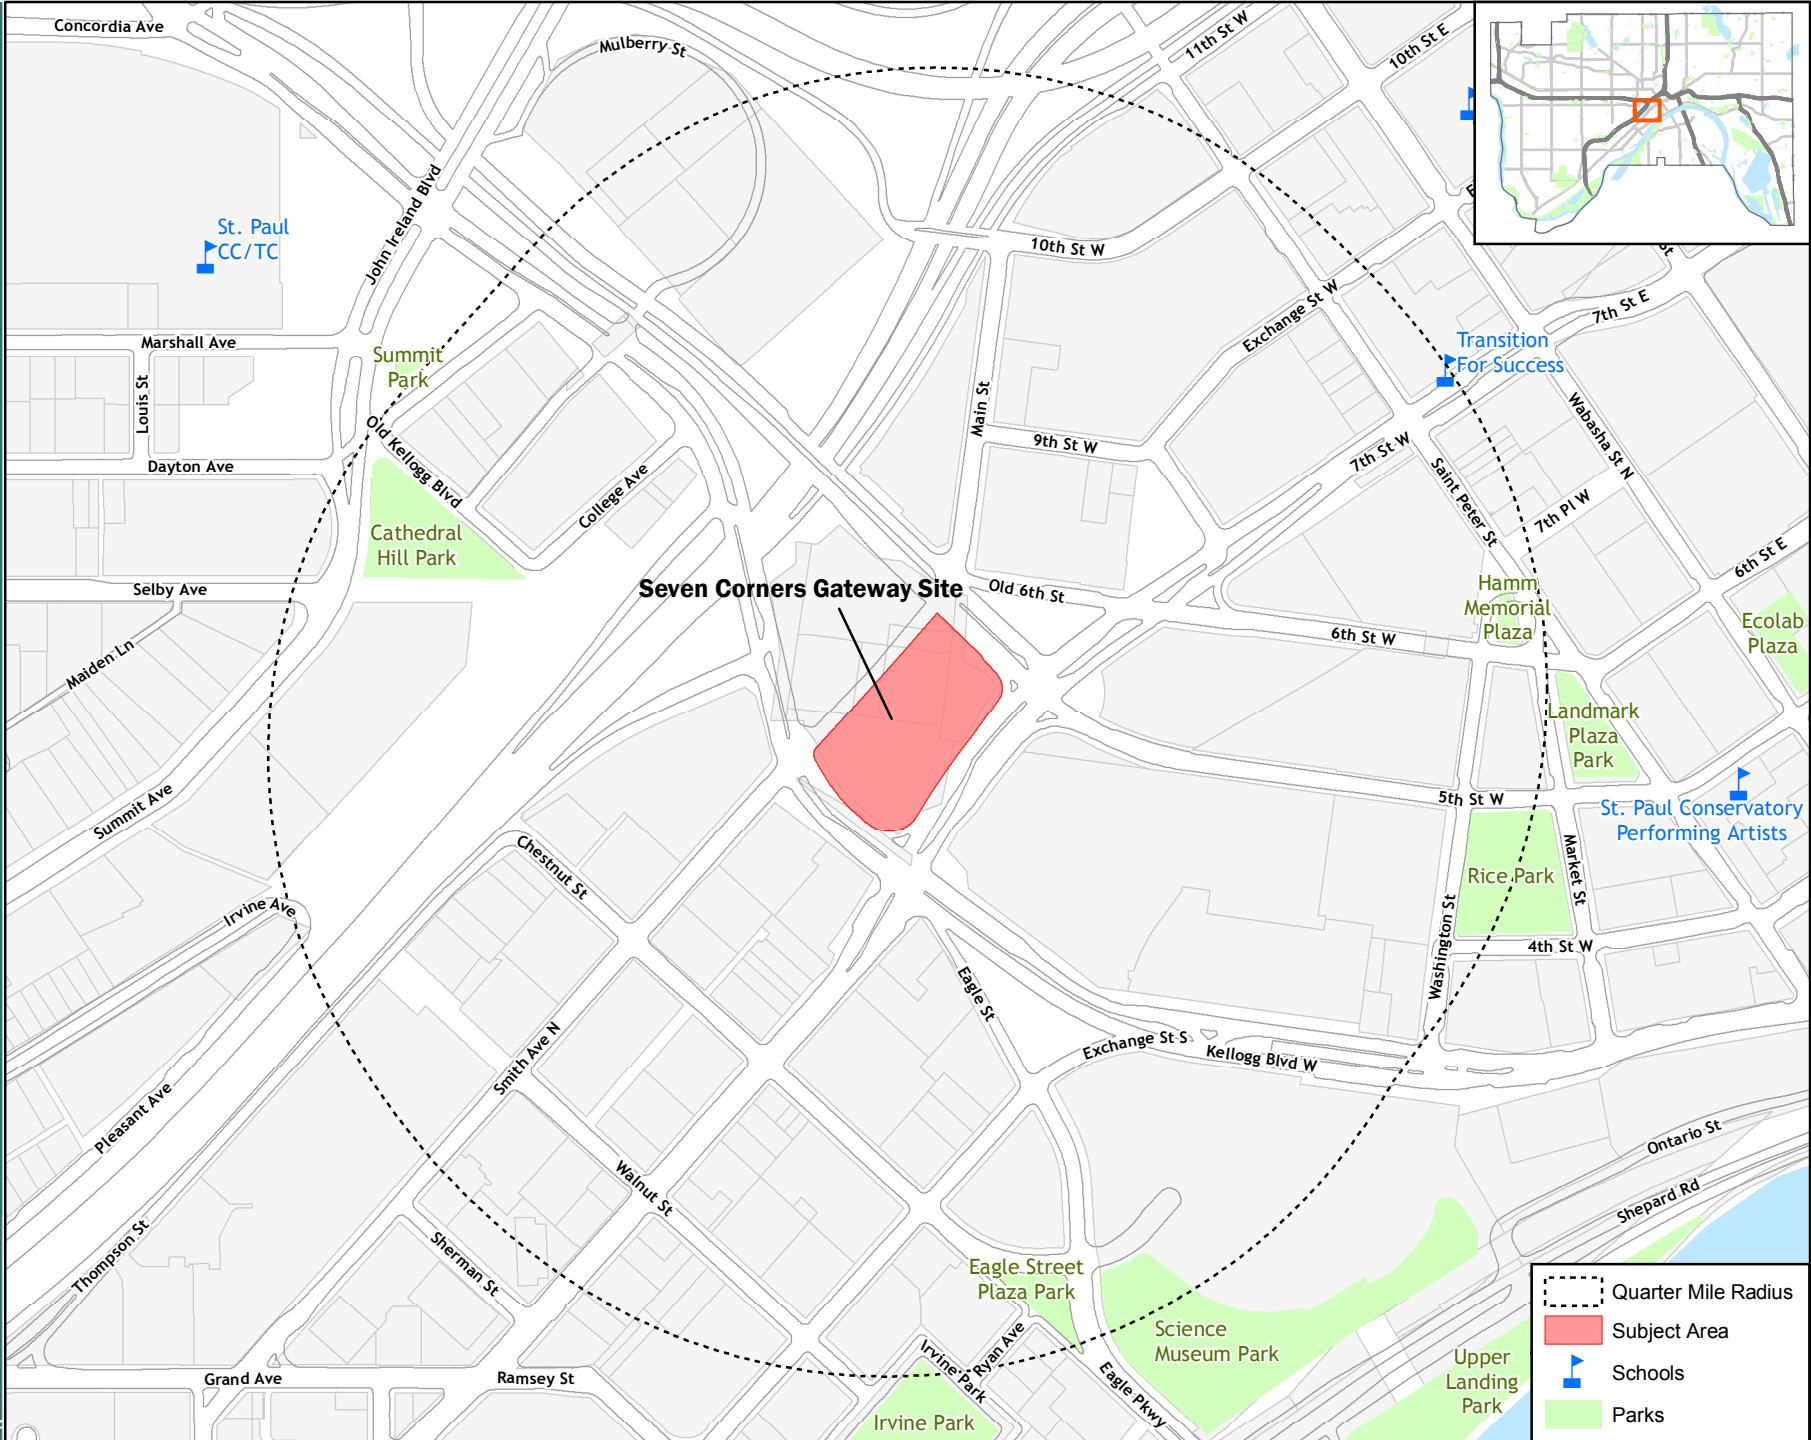 Concordia Ave
Mulberry St
11th St W
10th St E
John Ireland Blvd
St. Paul
CC/TC
10th St W
Exchange St W
7th St E
St
Marshall Ave
Summit
Park
Louis St
Transition
For Success
Main St
9th St W
7th St W
Wabasha St N
Old Kellogg Blvd
Dayton Ave
College Ave
Saint Peter St
7th Pl W
Cathedral
Hill Park
6th St E
Selby Ave
Seven Corners Gateway Site
Old 6th St
Hamm
Memorial
Plaza
6th St W
Ecolab
Plaza
Maiden Ln
Landmark
Plaza
Park
Summit Ave
5th St W
St. Paul Conservatory
Performing Artists
Chestnut St
Rice Park
Market St
Irvine Ave
Washington St
4th St W
Eagle St
Smith Ave N
Exchange St S
Kellogg Blvd W
Pleasant Ave
Ontario St
Walnut St
Shepard Rd
Thompson St
Sherman St
Eagle Street
Plaza Park
Science
Museum Park
Ryan Ave
Irvine Park
Grand Ave
Ramsey St
Eagle Pkwy
Upper
Landing
Park
Irvine Park
Quarter Mile Radius
Subject Area
Schools
Parks